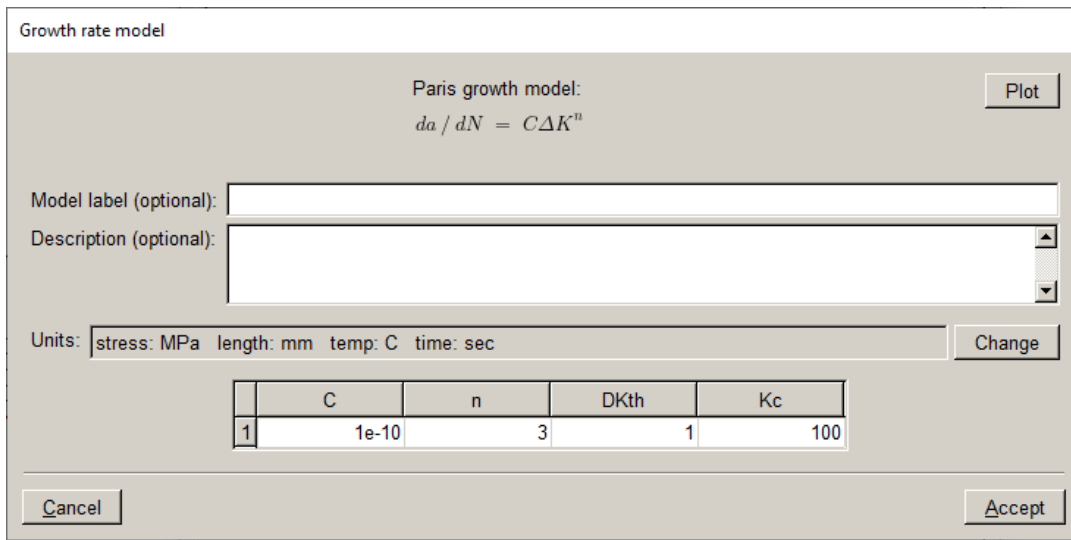 Growth rate model
Paris growth model:
Plot
da / dN = CΔKⁿ
Model label (optional):
Description (optional):
Units: stress: MPa length: mm temp: C time: sec Change
C n DKth Kc
1 1e-10 3 1 100
Cancel Accept